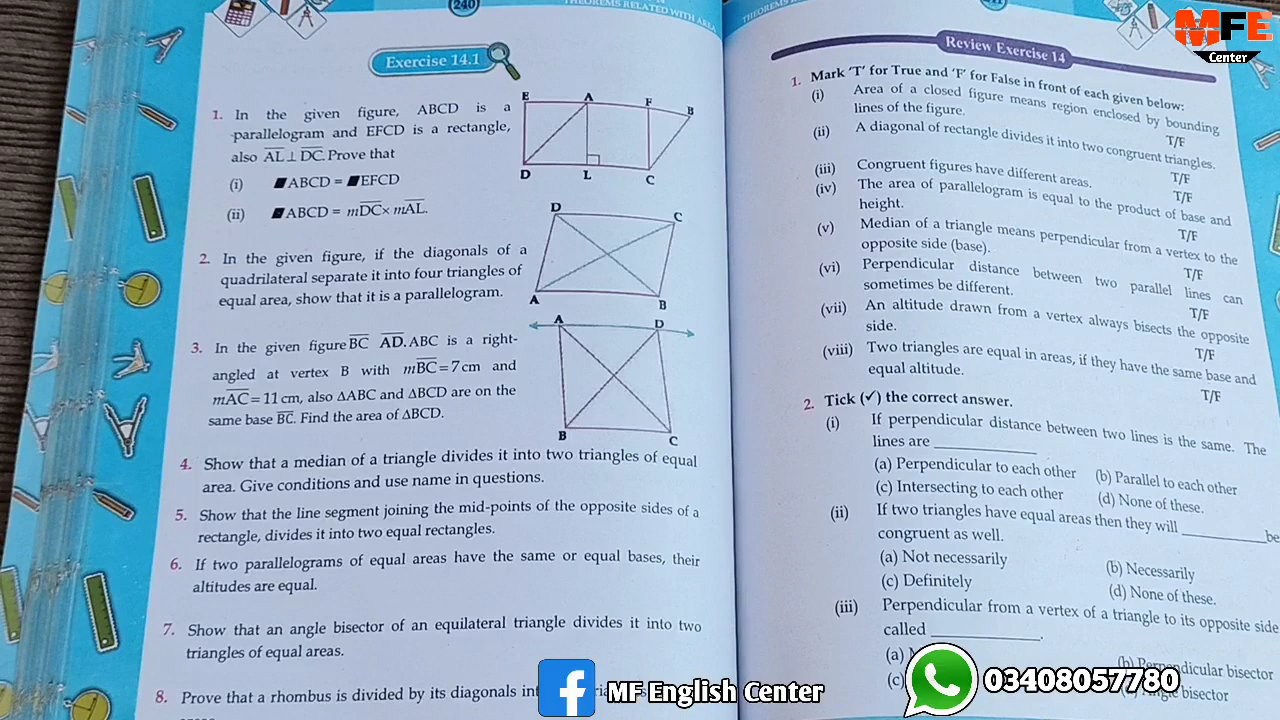 240
THEOREMS RELATED WITH AREA
Exercise 14.1
1. In the given figure, ABCD is a
parallelogram and EFCD is a rectangle,
also AL ⊥ DC. Prove that
(i) ■ABCD = ■EFCD
(ii) ■ABCD = mDC× mAL.
E A F B
D L C
2. In the given figure, if the diagonals of a
quadrilateral separate it into four triangles of
equal area, show that it is a parallelogram.
D C
A B
3. In the given figure BC AD. ABC is a right-
angled at vertex B with mBC = 7 cm and
mAC = 11 cm, also ΔABC and ΔBCD are on the
same base BC. Find the area of ΔBCD.
A D
B C
4. Show that a median of a triangle divides it into two triangles of equal
area. Give conditions and use name in questions.
5. Show that the line segment joining the mid-points of the opposite sides of a
rectangle, divides it into two equal rectangles.
6. If two parallelograms of equal areas have the same or equal bases, their
altitudes are equal.
7. Show that an angle bisector of an equilateral triangle divides it into two
triangles of equal areas.
8. Prove that a rhombus is divided by its diagonals
Review Exercise 14
1. Mark 'T' for True and 'F' for False in front of each given below:
(i) Area of a closed figure means region enclosed by bounding
lines of the figure. T/F
(ii) A diagonal of rectangle divides it into two congruent triangles.
T/F
(iii) Congruent figures have different areas. T/F
(iv) The area of parallelogram is equal to the product of base and
height. T/F
(v) Median of a triangle means perpendicular from a vertex to the
opposite side (base). T/F
(vi) Perpendicular distance between two parallel lines can
sometimes be different. T/F
(vii) An altitude drawn from a vertex always bisects the opposite
side. T/F
(viii) Two triangles are equal in areas, if they have the same base and
equal altitude. T/F
2. Tick (✓) the correct answer.
(i) If perpendicular distance between two lines is the same. The
lines are ____________
(a) Perpendicular to each other (b) Parallel to each other
(c) Intersecting to each other (d) None of these.
(ii) If two triangles have equal areas then they will __________be
congruent as well.
(a) Not necessarily (b) Necessarily
(c) Definitely (d) None of these.
(iii) Perpendicular from a vertex of a triangle to its opposite side
called ____________.
(a) (b) Perpendicular bisector
(c) bisector
MFE
Center
MF English Center
03408057780